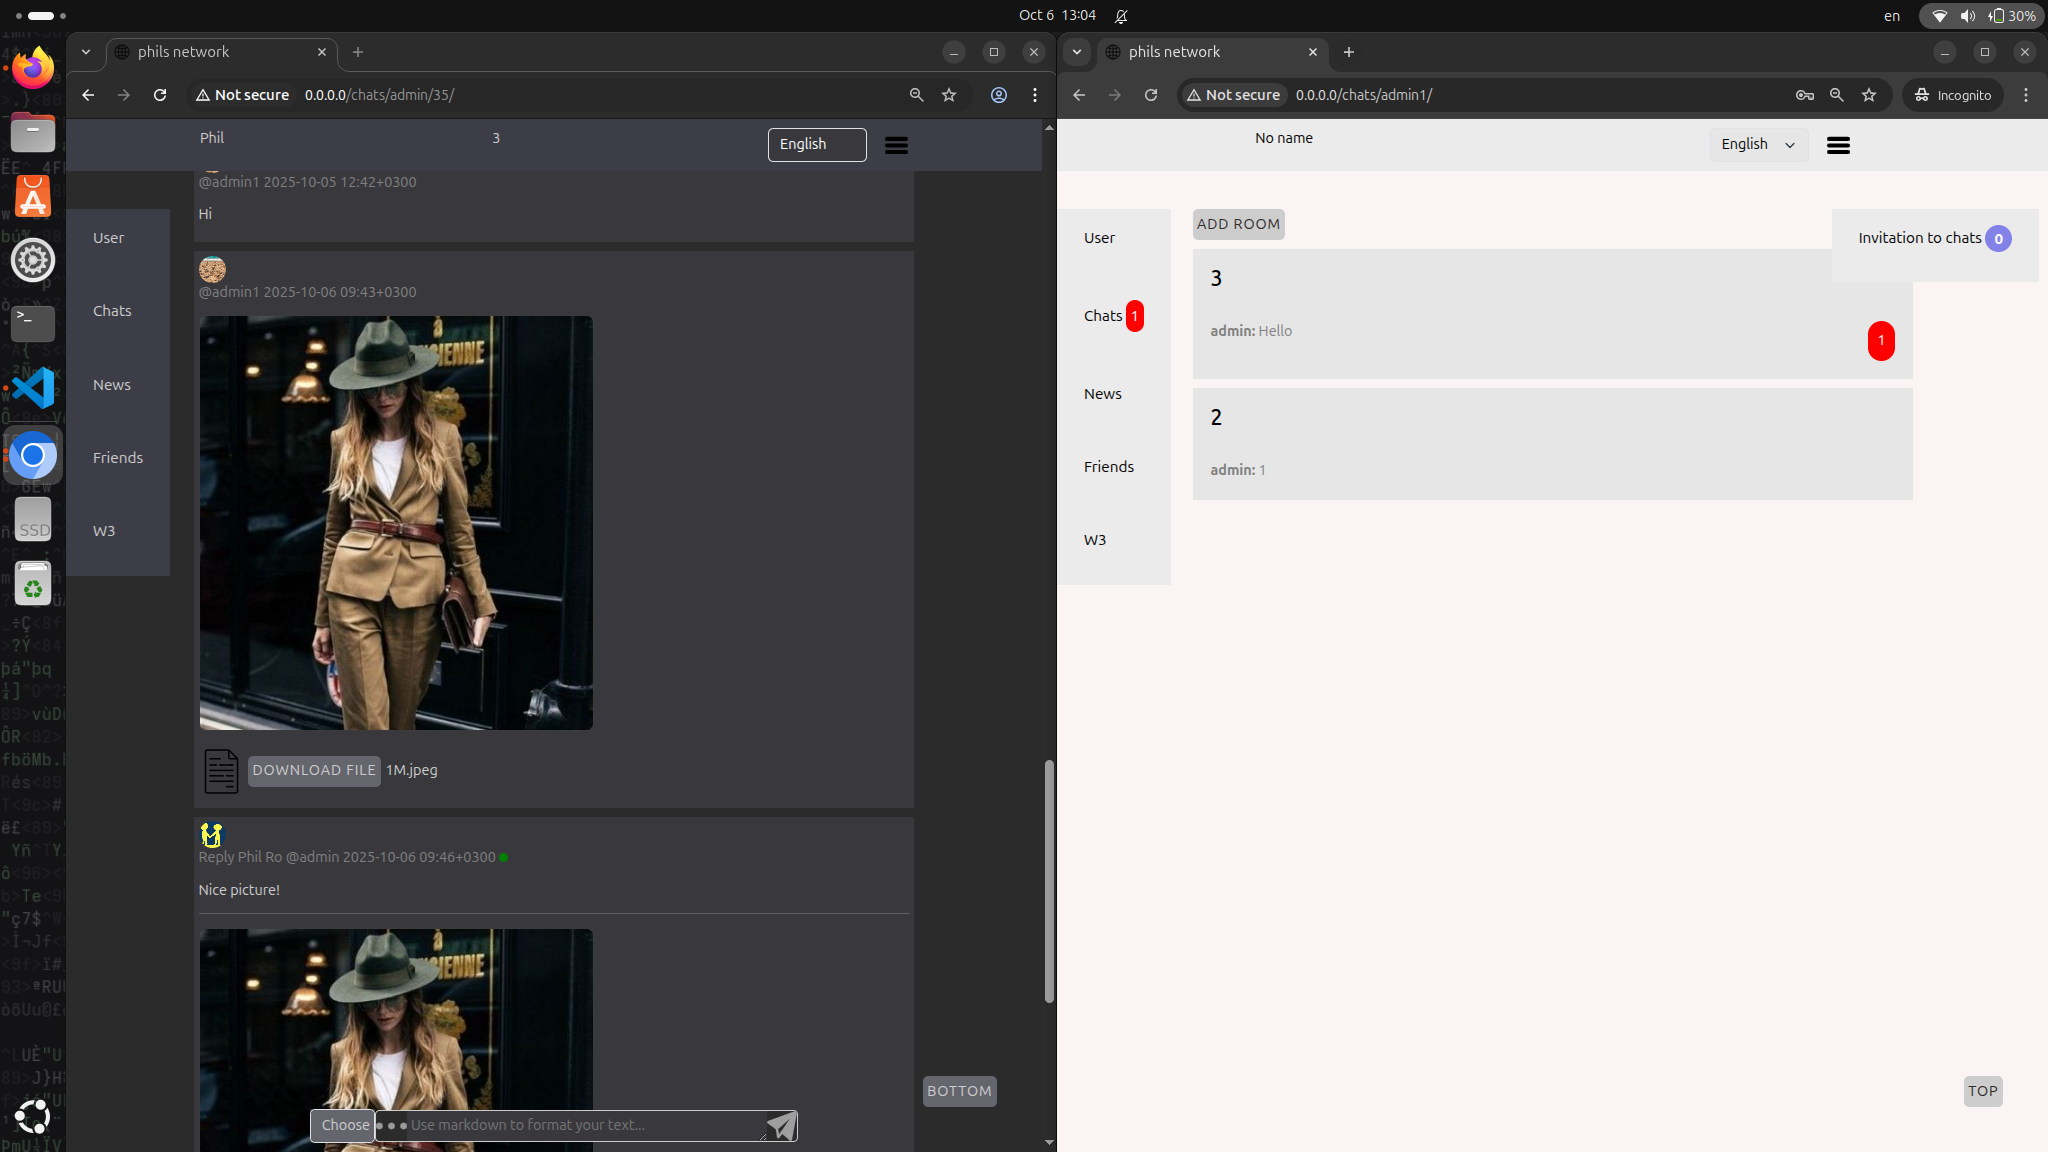 Oct 6 13:04
en
30%
phils network
Not secure
0.0.0.0/chats/admin/35/
Phil
3
English
@admin1 2025-10-05 12:42+0300
Hi
User
Chats
News
Friends
W3
@admin1 2025-10-06 09:43+0300
CIENNE
DOWNLOAD FILE 1M.jpeg
Reply Phil Ro @admin 2025-10-06 09:46+0300
Nice picture!
CIENNE
Choose
Use markdown to format your text...
BOTTOM
SSD
phils network
Not secure
0.0.0.0/chats/admin1/
Incognito
No name
English
User
Chats 1
News
Friends
W3
ADD ROOM
Invitation to chats 0
3
admin: Hello
1
2
admin: 1
TOP